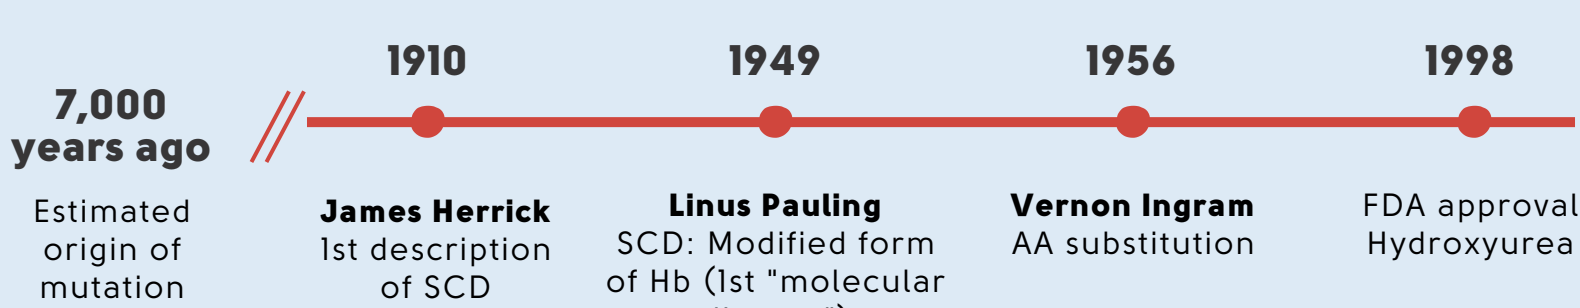 7,000
years ago
Estimated
origin of
mutation
1910
James Herrick
1st description
of SCD
1949
Linus Pauling
SCD: Modified form
of Hb (1st "molecular
1956
Vernon Ingram
AA substitution
1998
FDA approval
Hydroxyurea